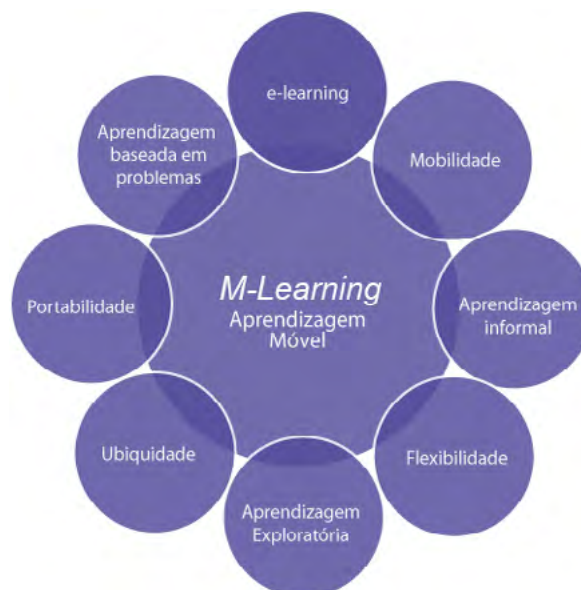 e-learning
Aprendizagem
baseada em
problemas
Mobilidade
M-Learning
Aprendizagem
Móvel
Portabilidade
Aprendizagem
informal
Ubiquidade
Flexibilidade
Aprendizagem
Exploratória